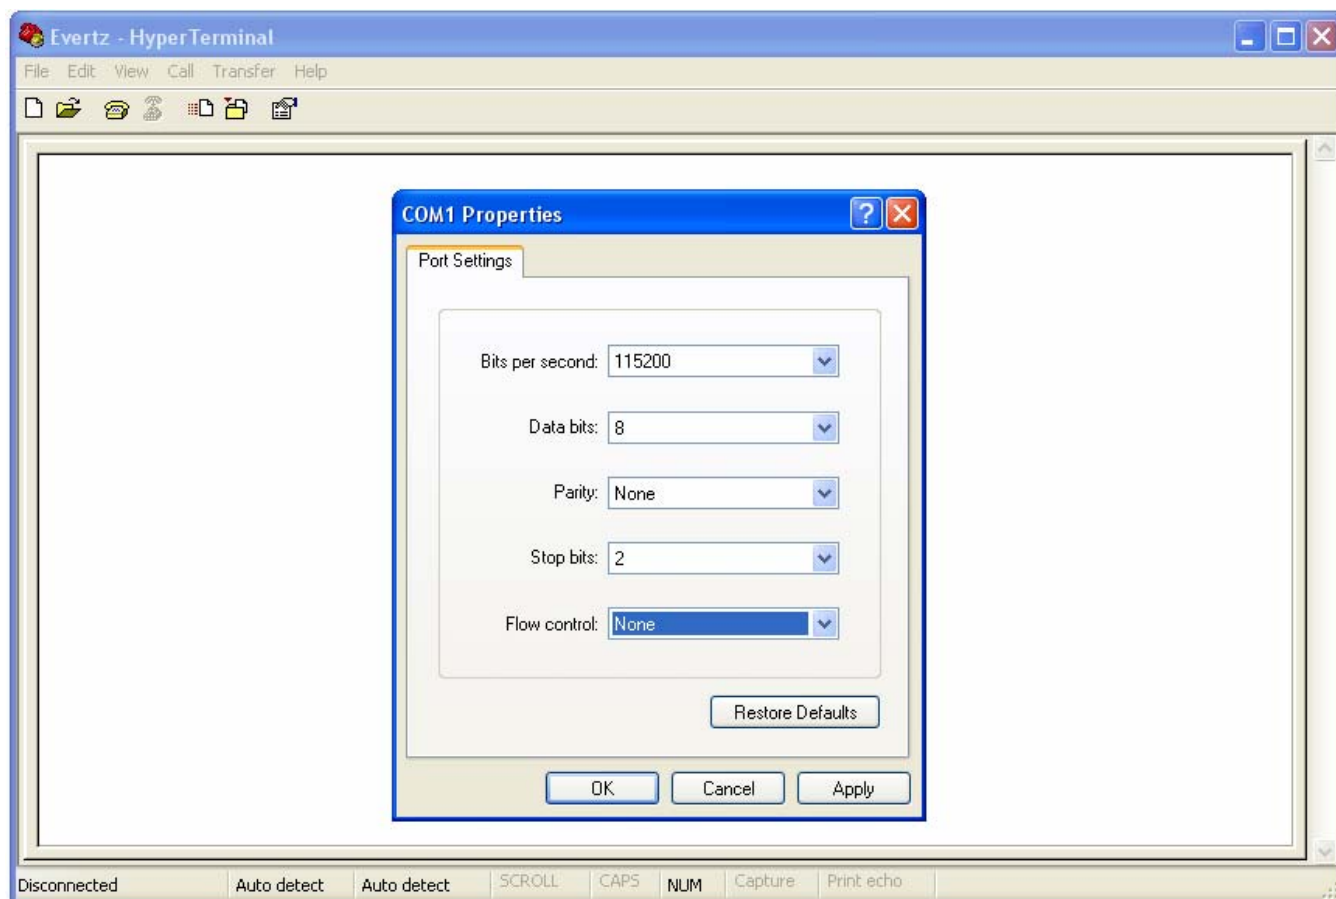 Evertz - HyperTerminal
File Edit View Call Transfer Help
COM1 Properties
Port Settings
Bits per second: 115200
Data bits: 8
Parity: None
Stop bits: 2
Flow control: None
Restore Defaults
OK Cancel Apply
Disconnected Auto detect Auto detect SCROLL CAPS NUM Capture Print echo